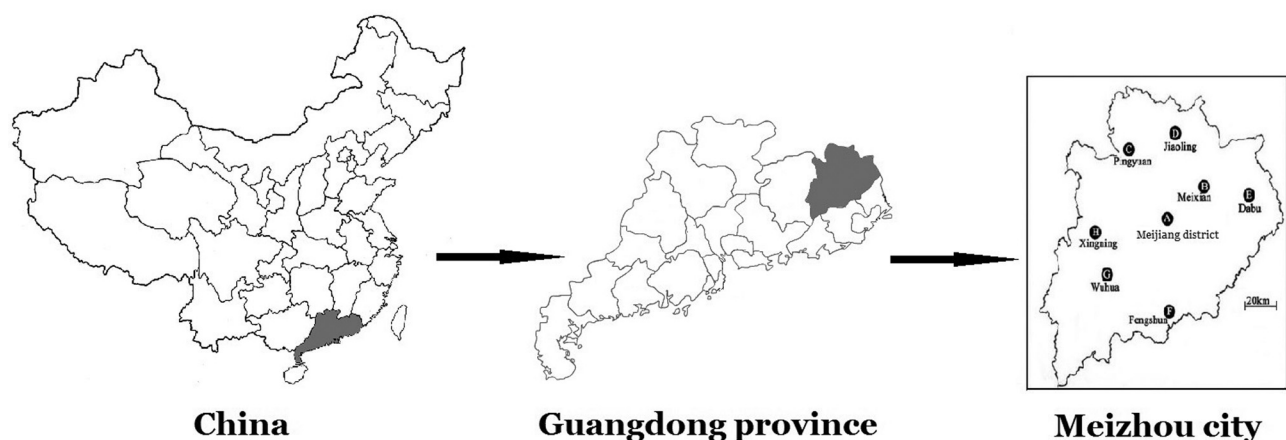 D
Jiaoling
C
Pingyuan
B
Meixian
E
Dabu
A
Meijiang district
H
Xingning
G
Wuhua
F
Fengshun
20km
China
Guangdong province
Meizhou city